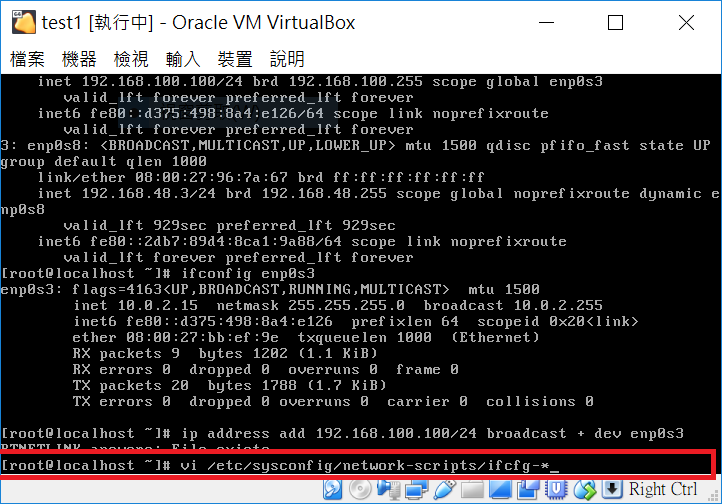 test1 [執行中] - Oracle VM VirtualBox
檔案 機器 檢視 輸入 裝置 說明
inet 192.168.100.100/24 brd 192.168.100.255 scope global enp0s3
valid_lft forever preferred_lft forever
inet6 fe80::d375:498:8a4:e126/64 scope link noprefixroute
valid_lft forever preferred_lft forever
3: enp0s8: <BROADCAST,MULTICAST,UP,LOWER_UP> mtu 1500 qdisc pfifo_fast state UP
group default qlen 1000
link/ether 08:00:27:96:7a:67 brd ff:ff:ff:ff:ff:ff
inet 192.168.48.3/24 brd 192.168.48.255 scope global noprefixroute dynamic e
np0s8
valid_lft 929sec preferred_lft 929sec
inet6 fe80::2db7:89d4:8ca1:9a88/64 scope link noprefixroute
valid_lft forever preferred_lft forever
[root@localhost ~]# ifconfig enp0s3
enp0s3: flags=4163<UP,BROADCAST,RUNNING,MULTICAST>  mtu 1500
inet 10.0.2.15  netmask 255.255.255.0  broadcast 10.0.2.255
inet6 fe80::d375:498:8a4:e126  prefixlen 64  scopeid 0x20<link>
ether 08:00:27:bb:ef:9e  txqueuelen 1000  (Ethernet)
RX packets 9  bytes 1202 (1.1 KiB)
RX errors 0  dropped 0  overruns 0  frame 0
TX packets 20  bytes 1788 (1.7 KiB)
TX errors 0  dropped 0 overruns 0  carrier 0  collisions 0
[root@localhost ~]# ip address add 192.168.100.100/24 broadcast + dev enp0s3
RTNETLINK answers: File exists
[root@localhost ~]# vi /etc/sysconfig/network-scripts/ifcfg-*_
Right Ctrl